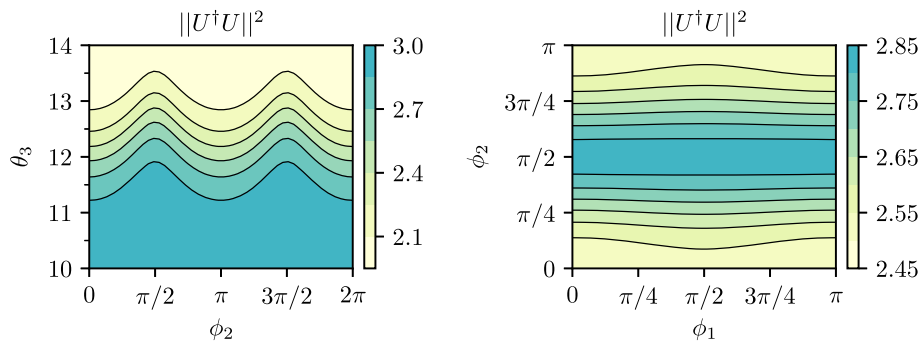 ||U†U||²
14
13
12
11
10
θ₃
0
π/2
π
3π/2
2π
ϕ₂
3.0
2.7
2.4
2.1
||U†U||²
π
3π/4
π/2
π/4
0
ϕ₂
0
π/4
π/2
3π/4
π
ϕ₁
2.85
2.75
2.65
2.55
2.45